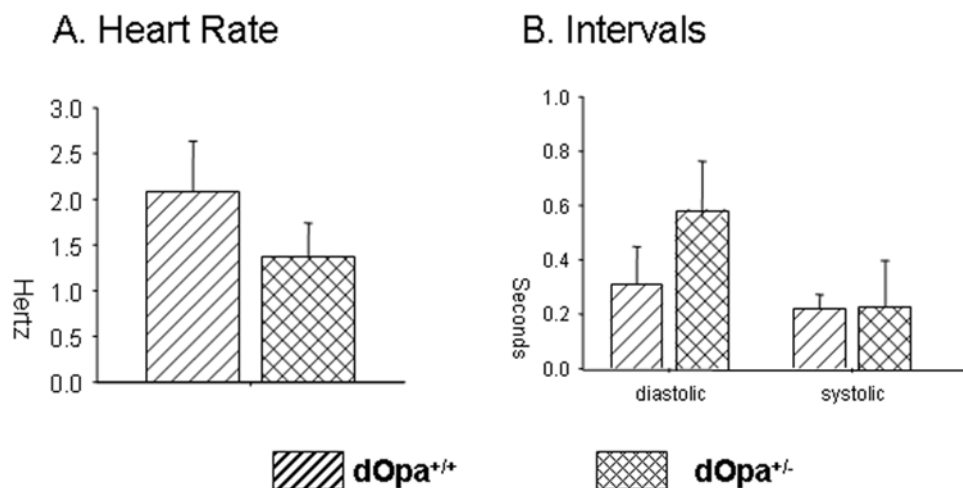 A. Heart Rate
3.0
2.5
2.0
1.5
1.0
0.5
0.0
Hertz
B. Intervals
1.0
0.8
0.6
0.4
0.2
0.0
Seconds
diastolic systolic
dOpa+/+ dOpa+/-